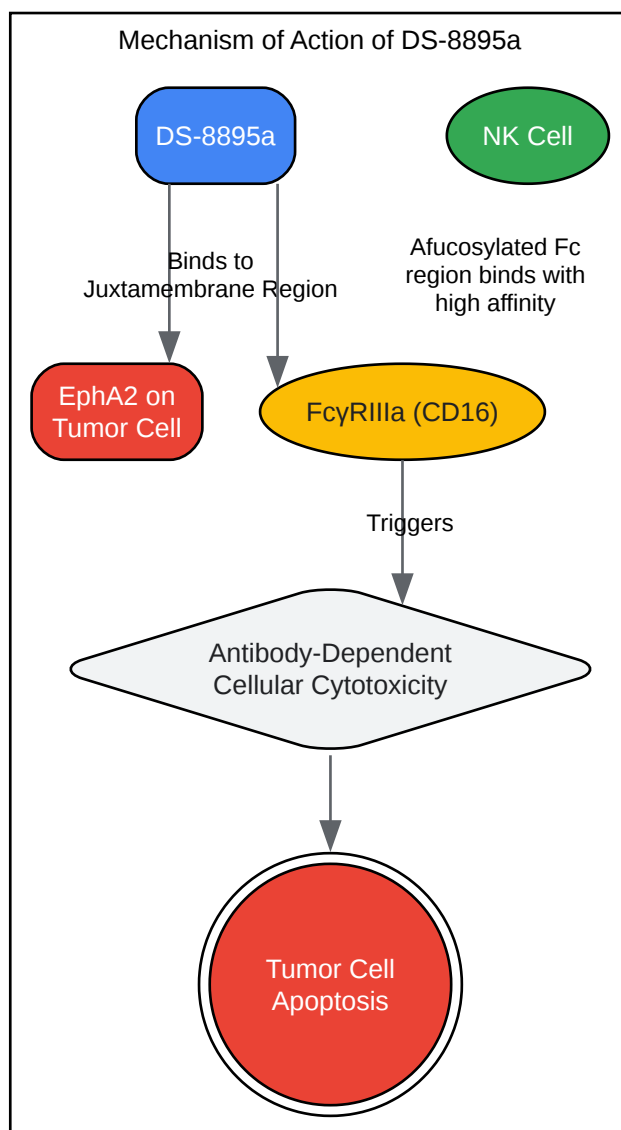 Mechanism of Action of DS-8895a
DS-8895a
NK Cell
Binds to
Juxtamembrane Region
Afucosylated Fc
region binds with
high affinity
EphA2 on
Tumor Cell
FcγRIIIa (CD16)
Triggers
Antibody-Dependent
Cellular Cytotoxicity
Tumor Cell
Apoptosis